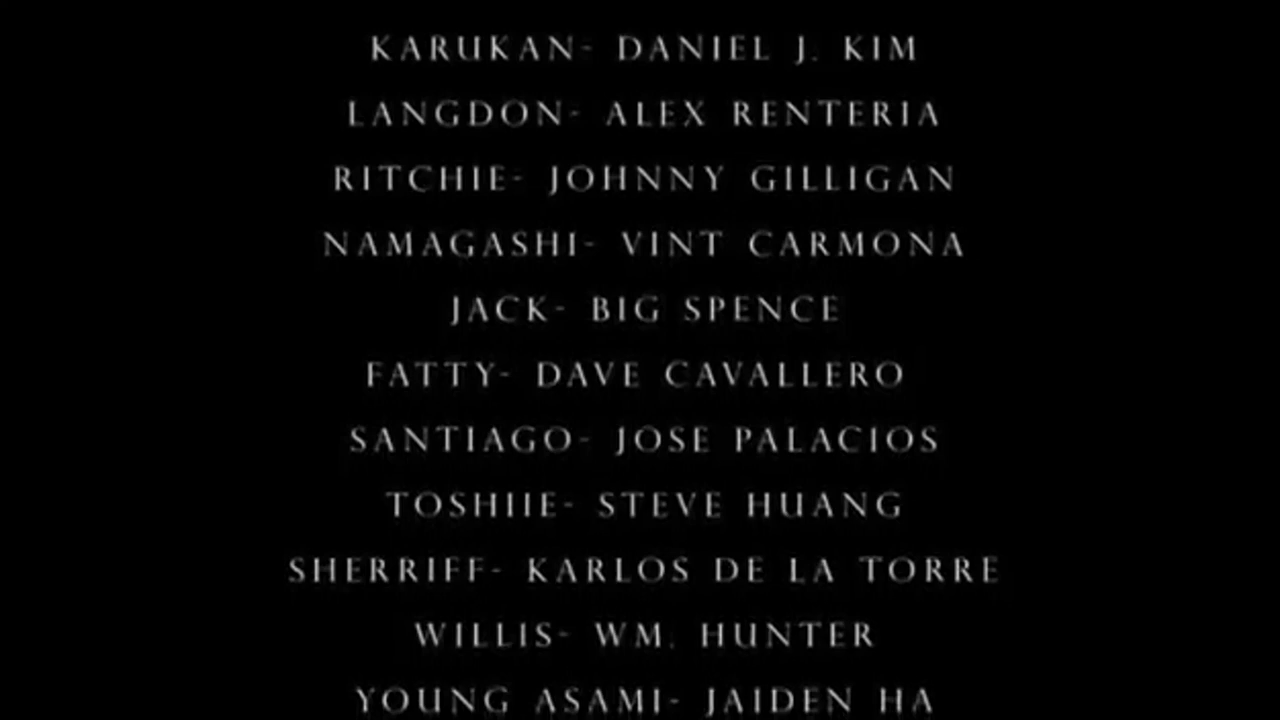 KARUKAN- DANIEL J. KIM
LANGDON- ALEX RENTERIA
RITCHIE- JOHNNY GILLIGAN
NAMAGASHI- VINT CARMONA
JACK- BIG SPENCE
FATTY- DAVE CAVALLERO
SANTIAGO- JOSE PALACIOS
TOSHIIE- STEVE HUANG
SHERRIFF- KARLOS DE LA TORRE
WILLIS- WM. HUNTER
YOUNG ASAMI- JAIDEN HA